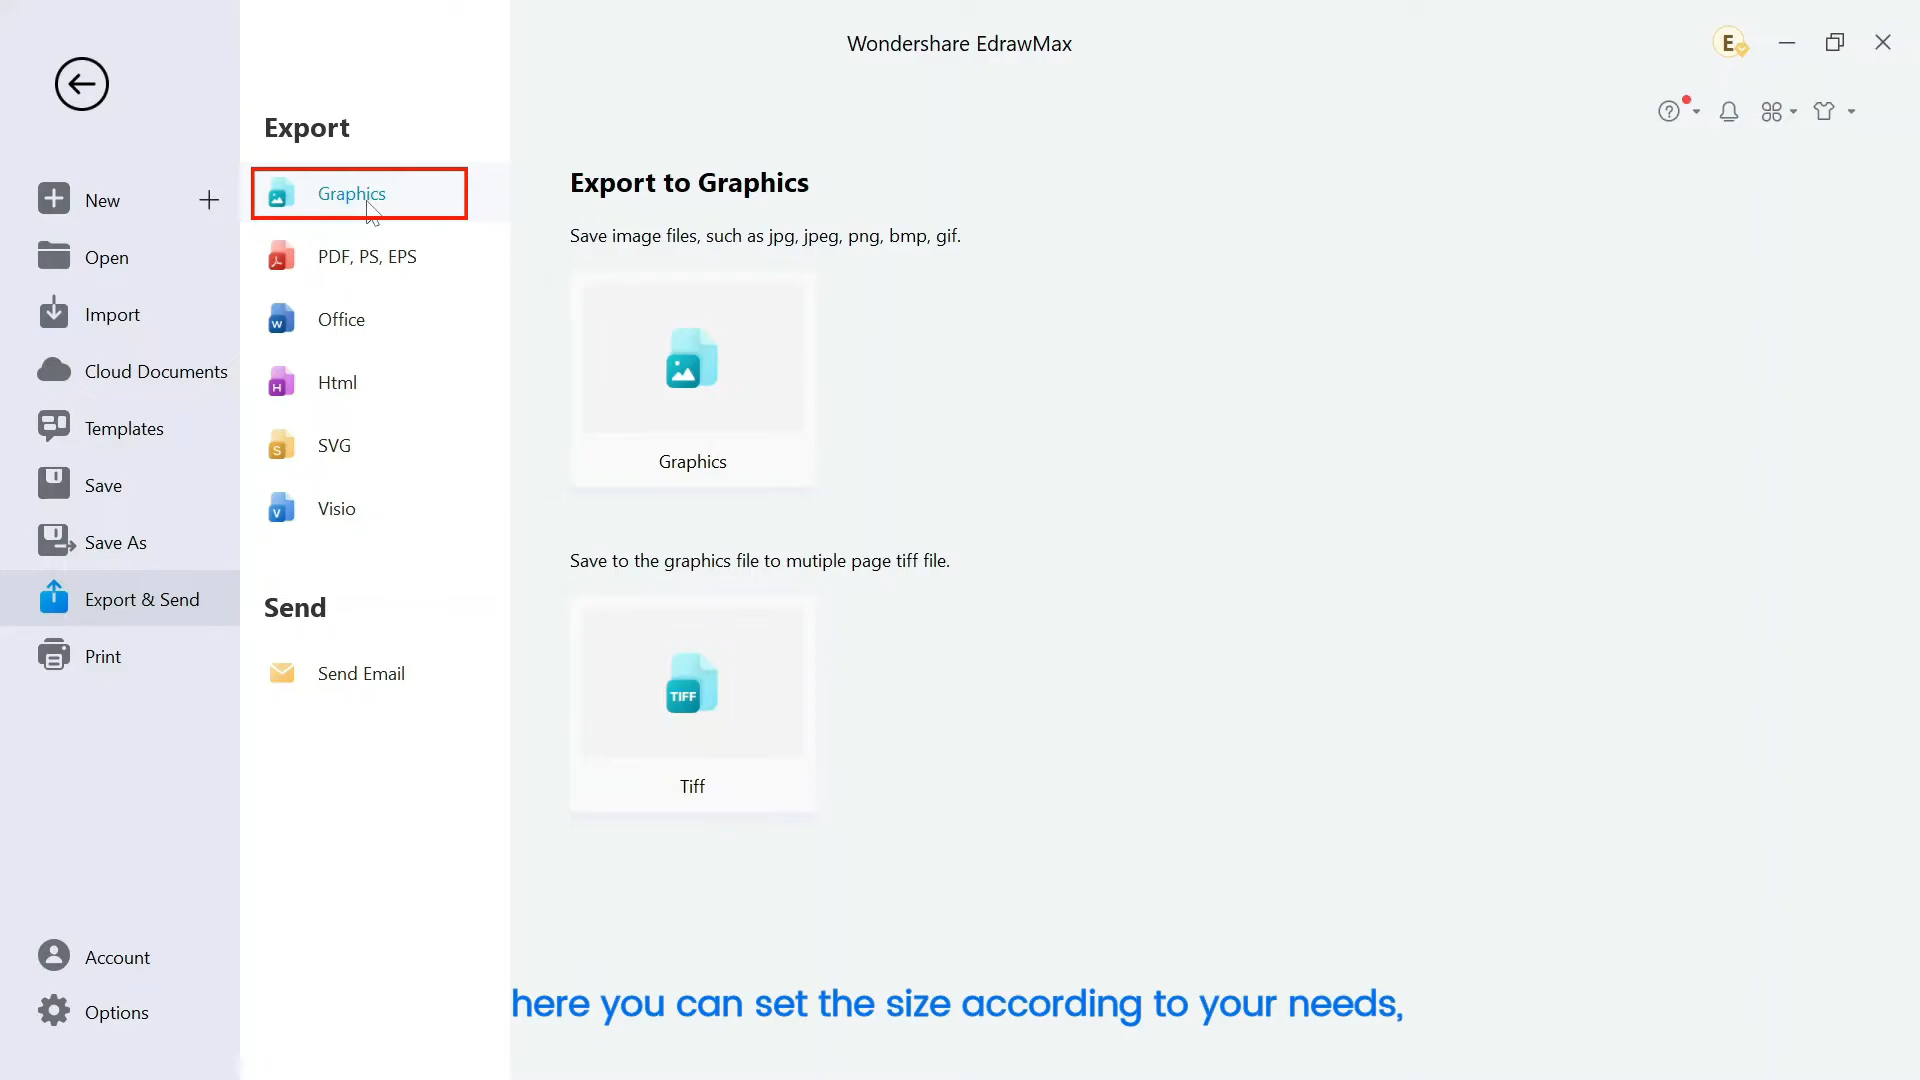 Wondershare EdrawMax
E
New
Open
Import
Cloud Documents
Templates
Save
Save As
Export & Send
Print
Account
Options
Export
Graphics
PDF, PS, EPS
W
Office
H
Html
S
SVG
V
Visio
Send
Send Email
Export to Graphics
Save image files, such as jpg, jpeg, png, bmp, gif.
Graphics
Save to the graphics file to mutiple page tiff file.
TIFF
Tiff
here you can set the size according to your needs,